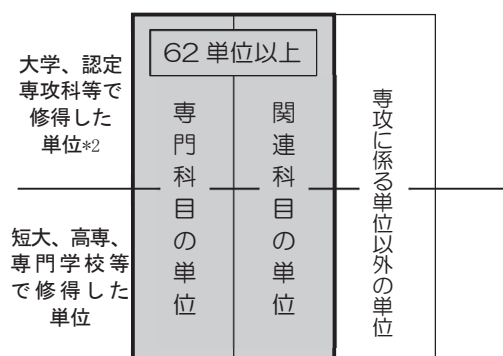 62 単位以上
大学、認定
専攻科等で
修得した
単位*2
短大、高専、
専門学校等
で修得した
単位
専門科目の単位
関連科目の単位
専攻に係る単位以外の単位